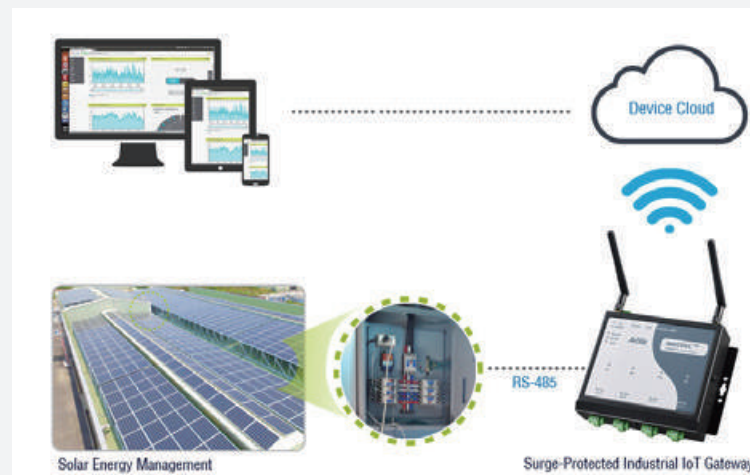 Device Cloud
RS-485
Solar Energy Management
Surge-Protected Industrial IoT Gateway